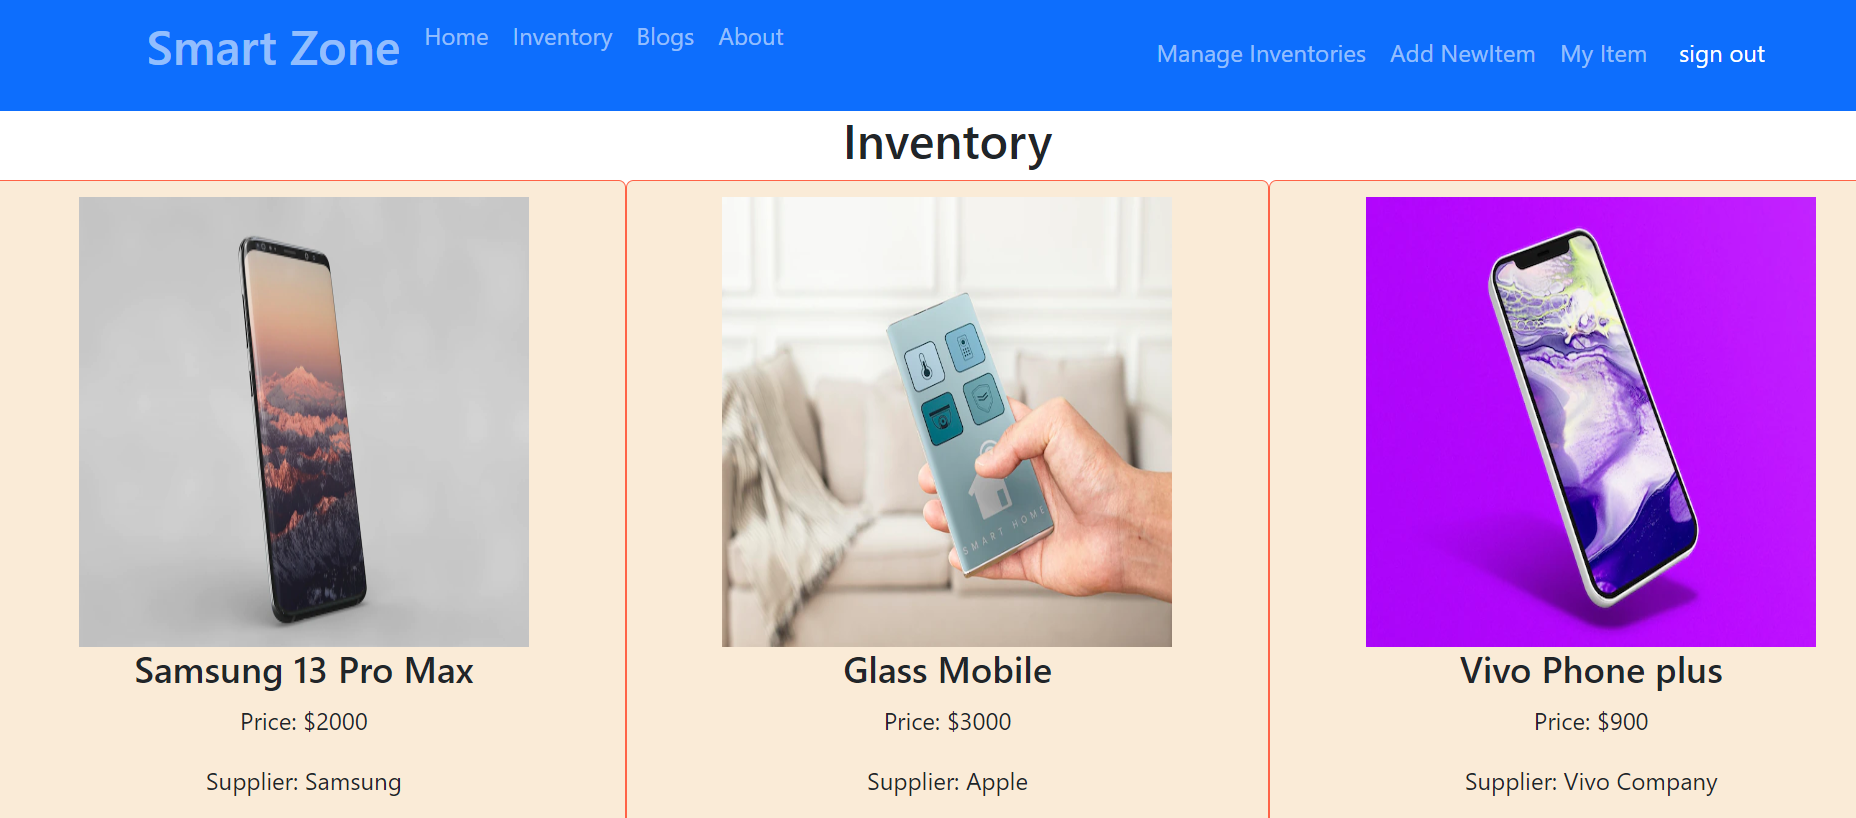 Smart Zone Home Inventory Blogs About Manage Inventories Add NewItem My Item sign out
Inventory
SMART HOME
Samsung 13 Pro Max
Price: $2000
Supplier: Samsung
Glass Mobile
Price: $3000
Supplier: Apple
Vivo Phone plus
Price: $900
Supplier: Vivo Company